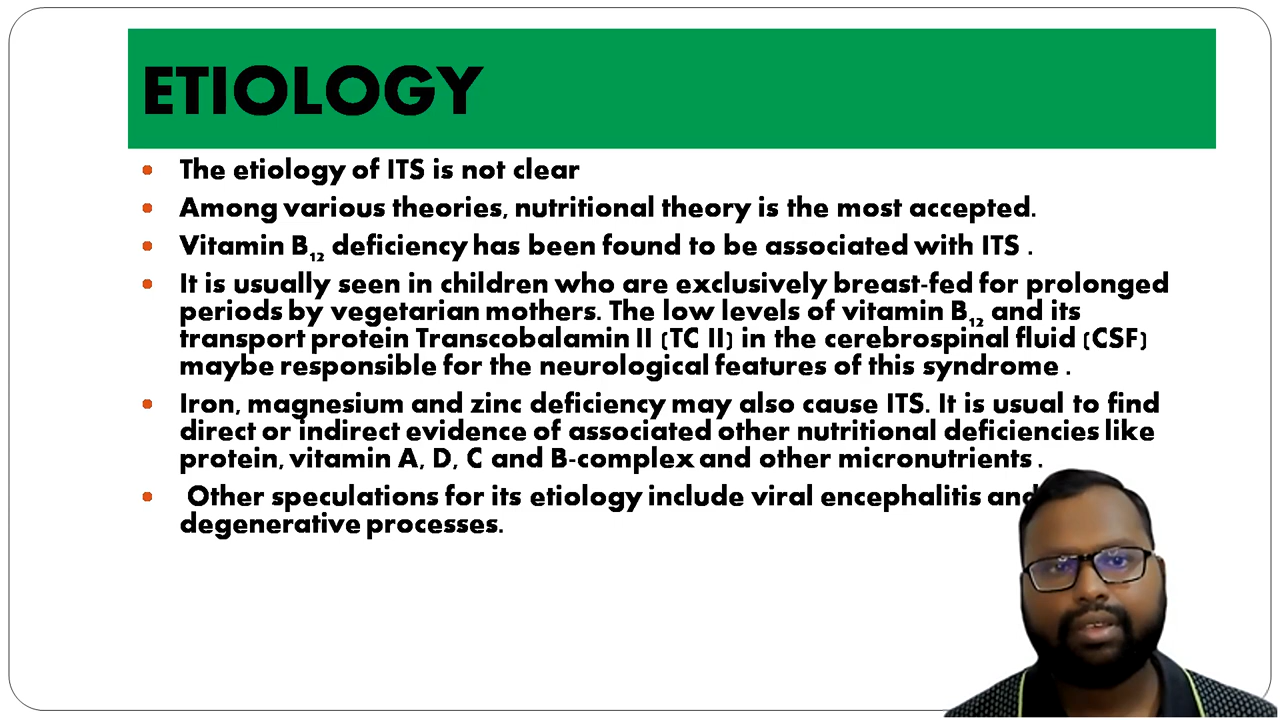 ETIOLOGY
The etiology of ITS is not clear
Among various theories, nutritional theory is the most accepted.
Vitamin B₁₂ deficiency has been found to be associated with ITS .
It is usually seen in children who are exclusively breast-fed for prolonged
periods by vegetarian mothers. The low levels of vitamin B₁₂ and its
transport protein Transcobalamin II (TC II) in the cerebrospinal fluid (CSF)
maybe responsible for the neurological features of this syndrome .
Iron, magnesium and zinc deficiency may also cause ITS. It is usual to find
direct or indirect evidence of associated other nutritional deficiencies like
protein, vitamin A, D, C and B-complex and other micronutrients .
Other speculations for its etiology include viral encephalitis and
degenerative processes.